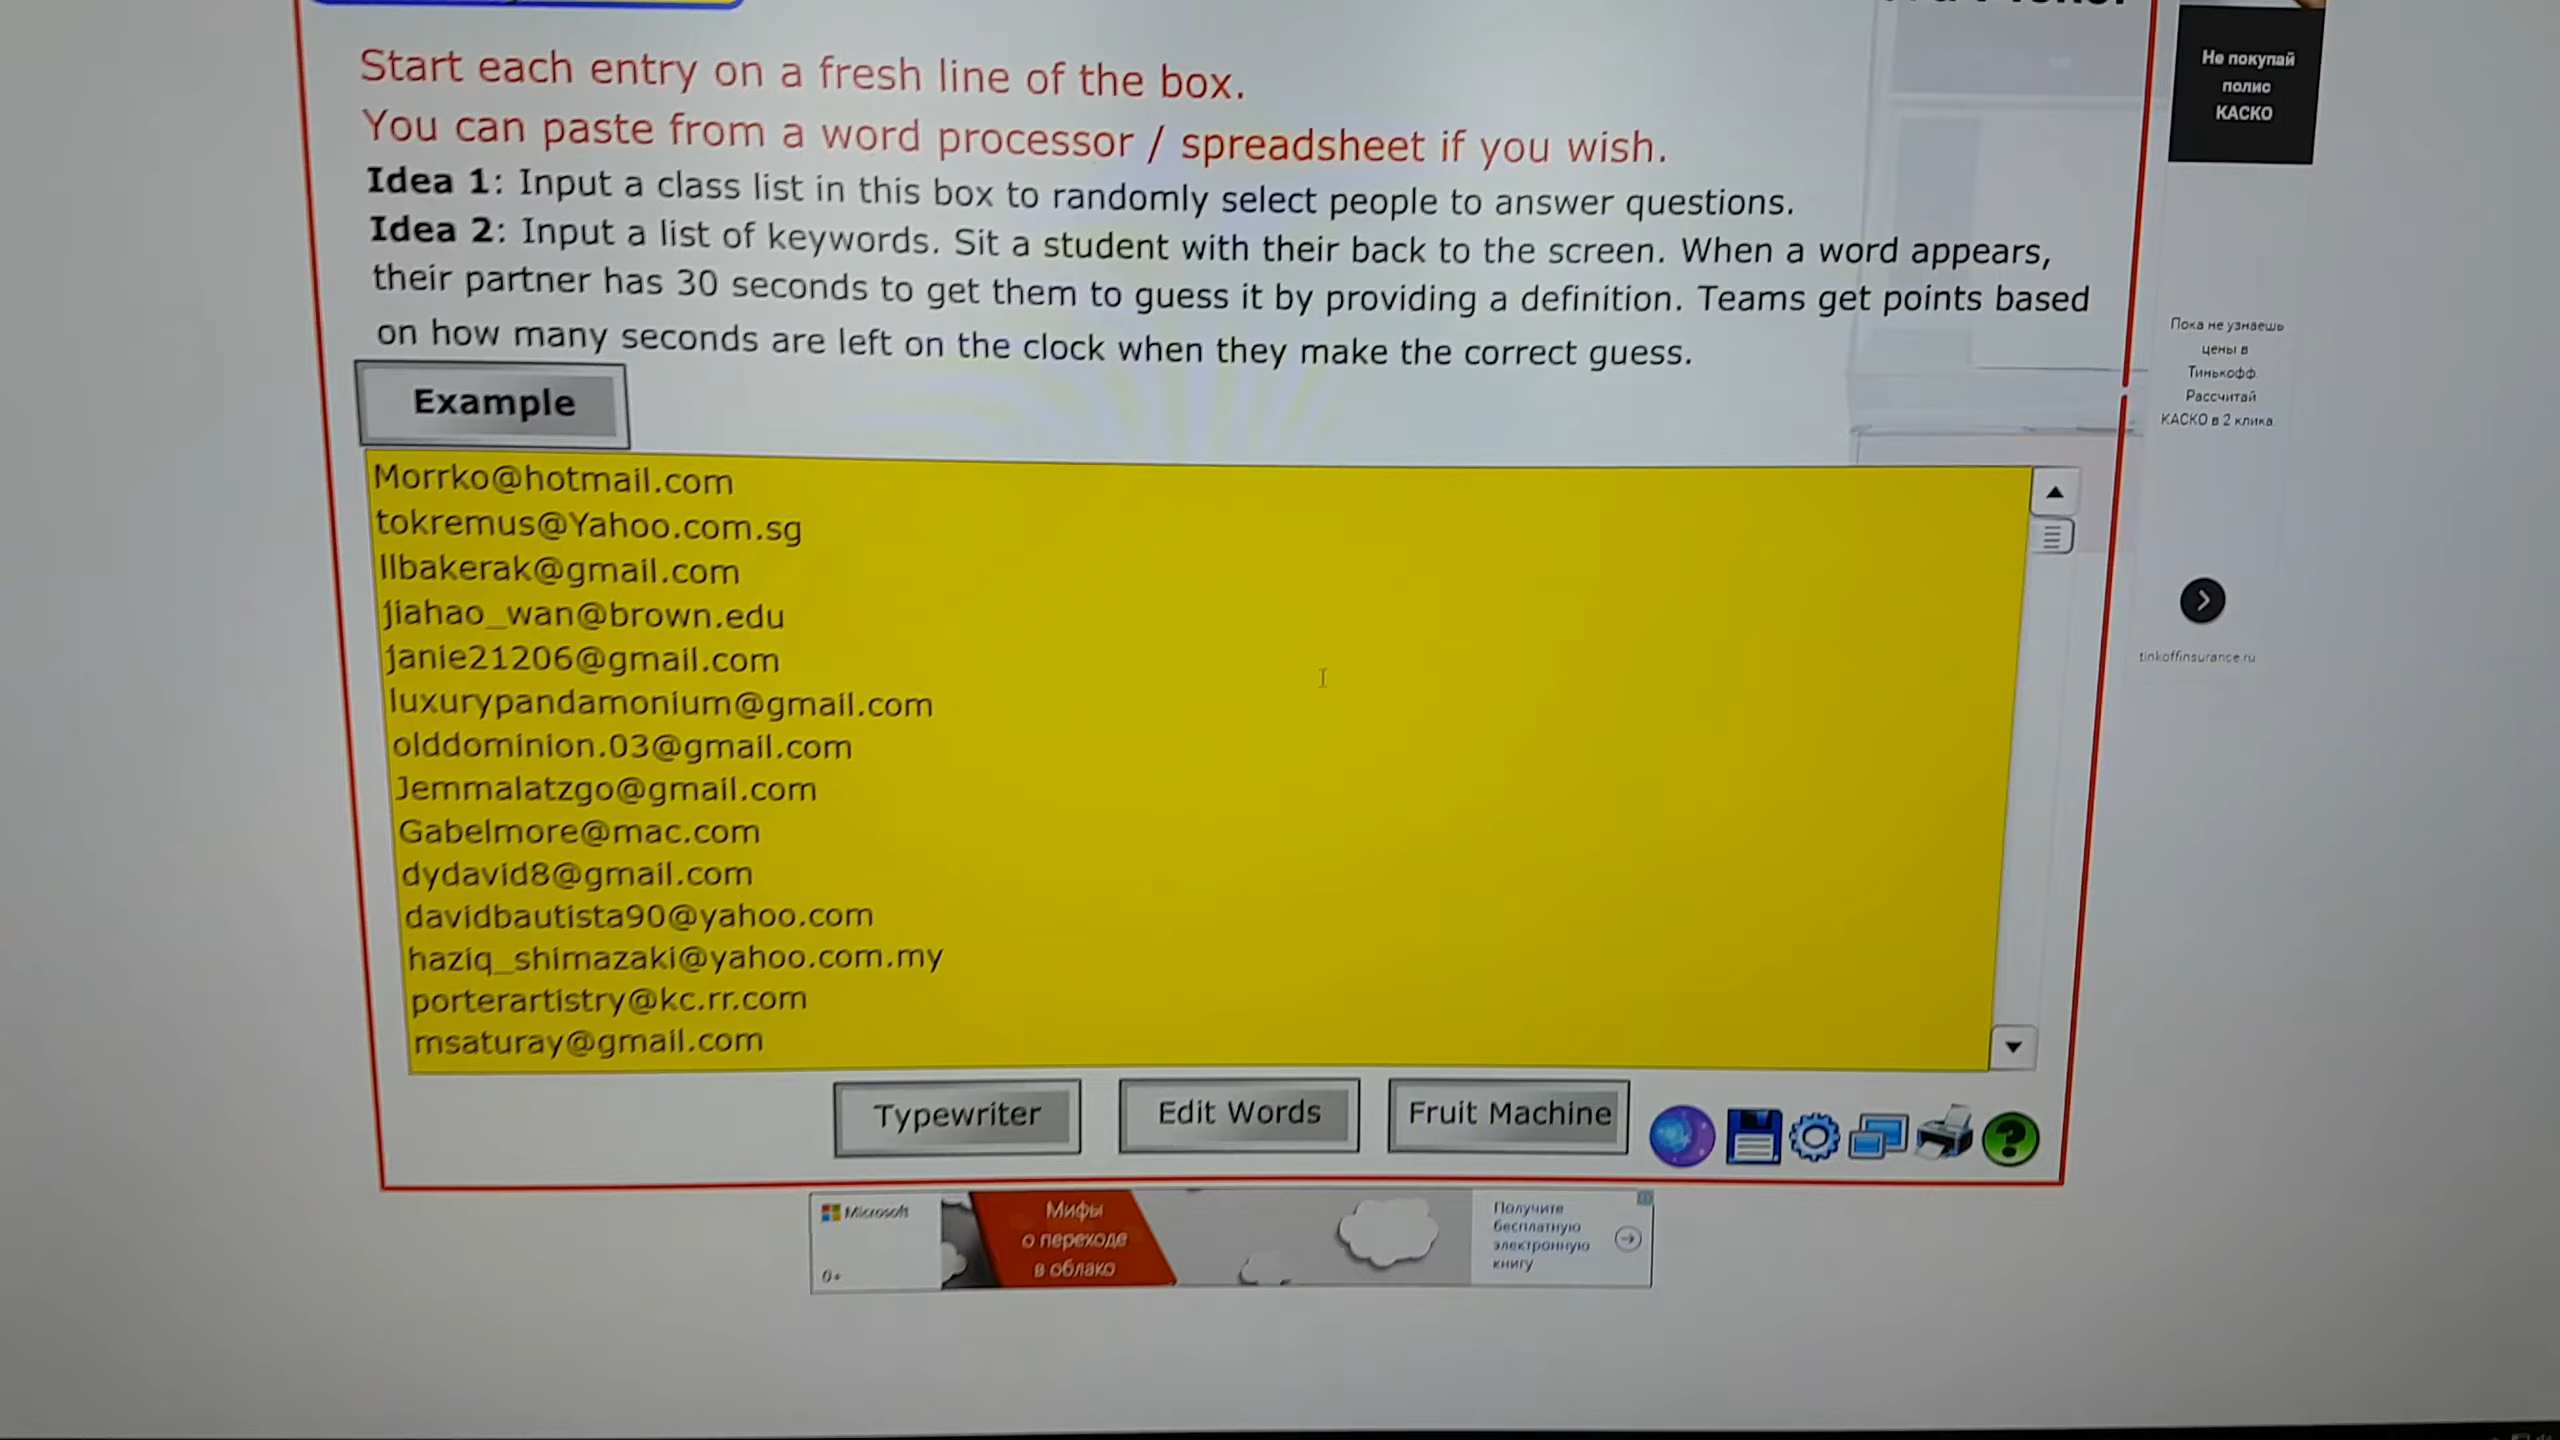 Start each entry on a fresh line of the box.
You can paste from a word processor / spreadsheet if you wish.
Idea 1: Input a class list in this box to randomly select people to answer questions.
Idea 2: Input a list of keywords. Sit a student with their back to the screen. When a word appears,
their partner has 30 seconds to get them to guess it by providing a definition. Teams get points based
on how many seconds are left on the clock when they make the correct guess.
Example
Morrko@hotmail.com
tokremus@Yahoo.com.sg
llbakerak@gmail.com
jiahao_wan@brown.edu
janie21206@gmail.com
luxurypandamonium@gmail.com
olddominion.03@gmail.com
Jemmalatzgo@gmail.com
Gabelmore@mac.com
dydavid8@gmail.com
davidbautista90@yahoo.com
haziq_shimazaki@yahoo.com.my
porterartistry@kc.rr.com
msaturay@gmail.com
Typewriter
Edit Words
Fruit Machine
Microsoft
0+
Мифы
о переходе
в облако
Получите
бесплатную
электронную
книгу
Не покупай
полис
КАСКО
Пока не узнаешь
цены в
Тинькофф.
Рассчитай
КАСКО в 2 клика.
tinkoffinsurance.ru